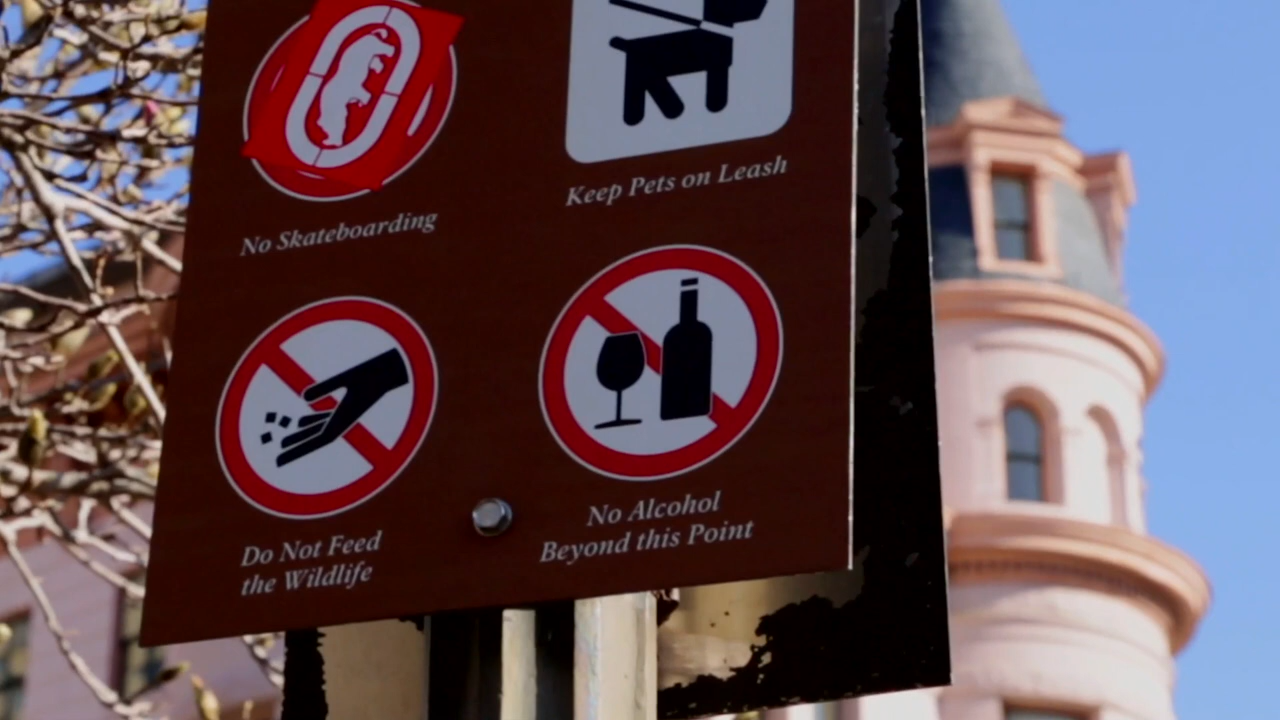 No Skateboarding
Keep Pets on Leash
Do Not Feed
the Wildlife
No Alcohol
Beyond this Point